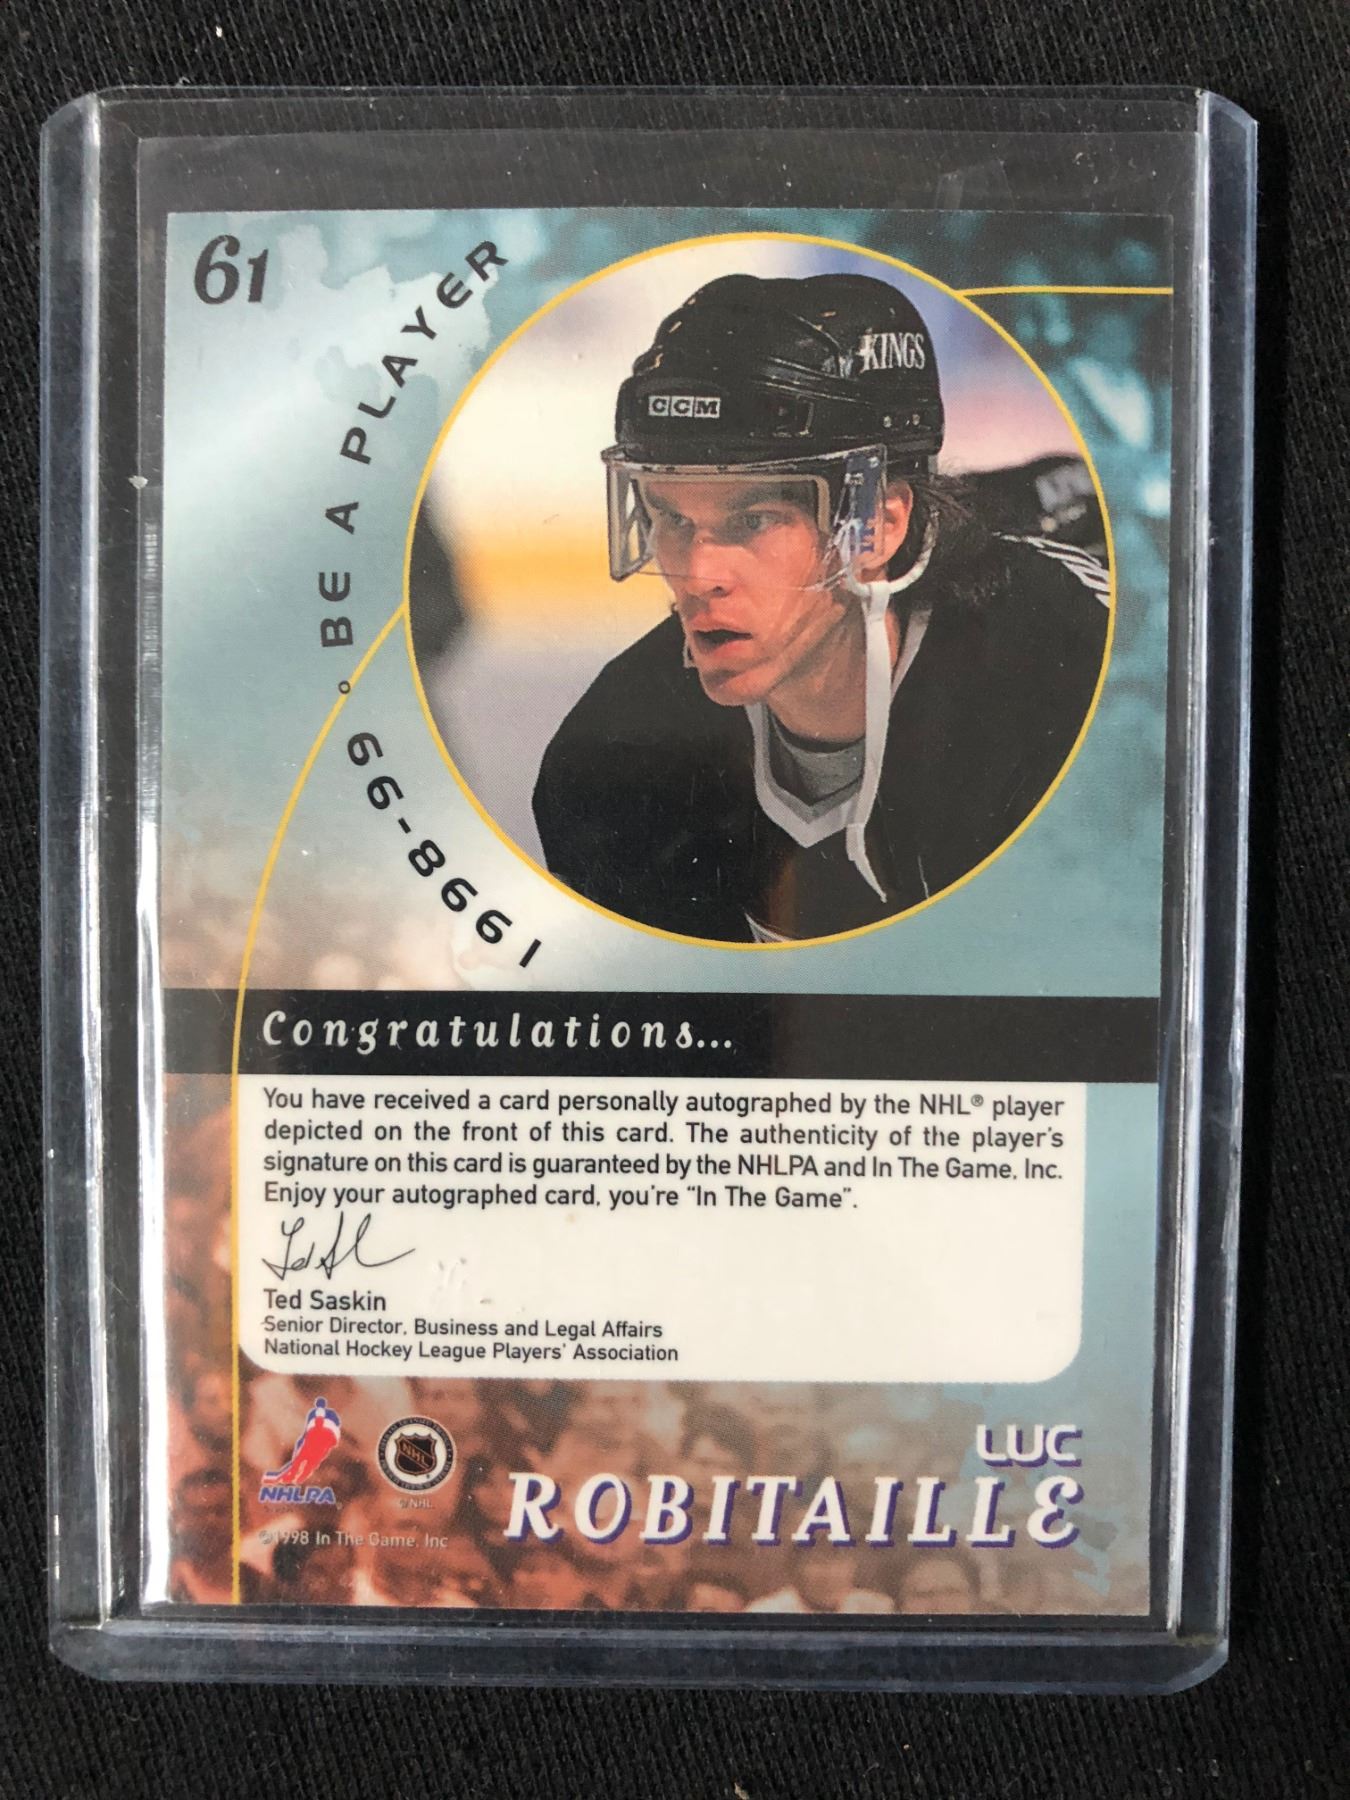 61
1998-99 • BE A PLAYER
KINGS
CCM
Congratulations...
You have received a card personally autographed by the NHL® player
depicted on the front of this card. The authenticity of the player's
signature on this card is guaranteed by the NHLPA and In The Game, Inc.
Enjoy your autographed card, you're "In The Game".
Ted Saskin
Senior Director, Business and Legal Affairs
National Hockey League Players' Association
NHL
NHLPA
© NHL
©1998 In The Game, Inc
LUC
ROBITAILLE